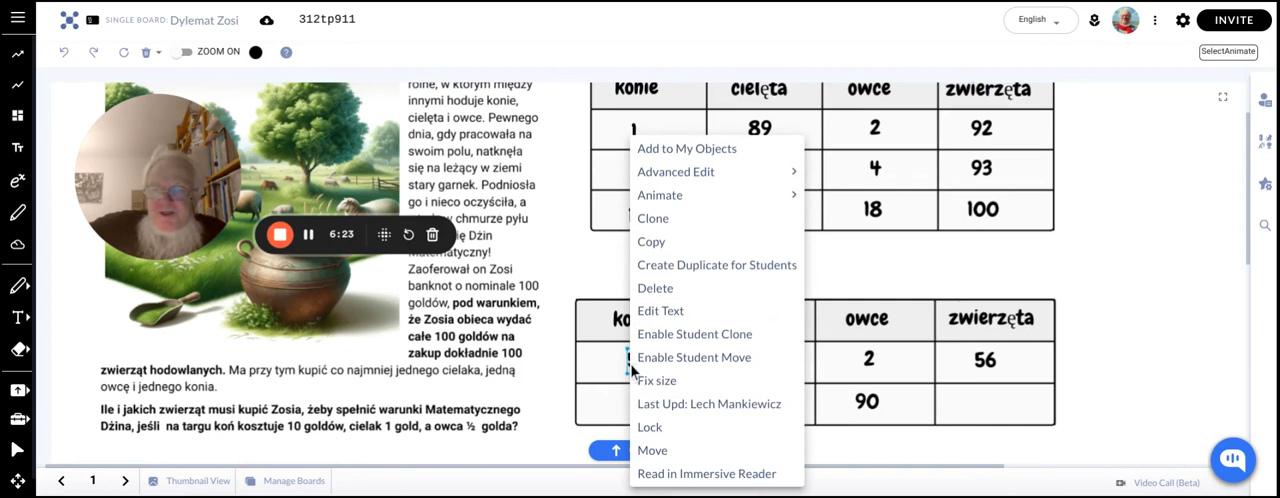 SINGLE BOARD: Dylemat Zosi
312tp911
English
INVITE
ZOOM ON
?
SelectAnimate
rolne, w którym między
innymi hoduje konie,
cielęta i owce. Pewnego
dnia, gdy pracowała na
swoim polu, natknęła
się na leżący w ziemi
stary garnek. Podniosła
go i nieco oczyściła, a
w chmurze pyłu
się Dżin
Matematyczny!
Zaoferował on Zosi
banknot o nominale 100
goldów, pod warunkiem,
że Zosia obieca wydać
całe 100 goldów na
zakup dokładnie 100
zwierząt hodowlanych. Ma przy tym kupić co najmniej jednego cielaka, jedną
owcę i jednego konia.
Ile i jakich zwierząt musi kupić Zosia, żeby spełnić warunki Matematycznego
Dżina, jeśli na targu koń kosztuje 10 goldów, cielak 1 gold, a owca ½ golda?
6:23
konie cielęta owce zwierzęta
1 89 2 92
4 93
18 100
Add to My Objects
Advanced Edit
Animate
Clone
Copy
Create Duplicate for Students
Delete
Edit Text
Enable Student Clone
Enable Student Move
Fix size
Last Upd: Lech Mankiewicz
Lock
Move
Read in Immersive Reader
ko owce zwierzęta
2 56
90
1
Thumbnail View
Manage Boards
Video Call (Beta)